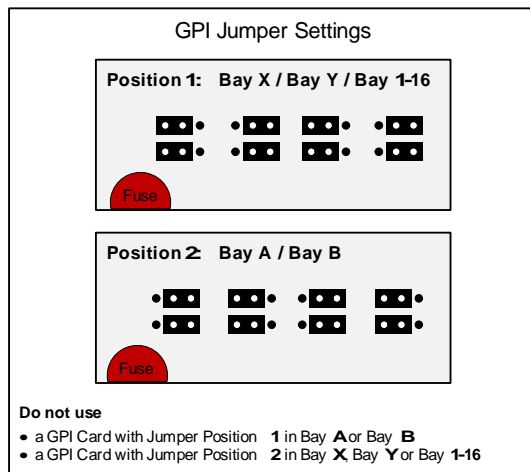 GPI Jumper Settings
Position 1: Bay X / Bay Y / Bay 1-16
Fuse
Position 2: Bay A / Bay B
Fuse
Do not use
• a GPI Card with Jumper Position 1 in Bay A or Bay B
• a GPI Card with Jumper Position 2 in Bay X, Bay Y or Bay 1-16